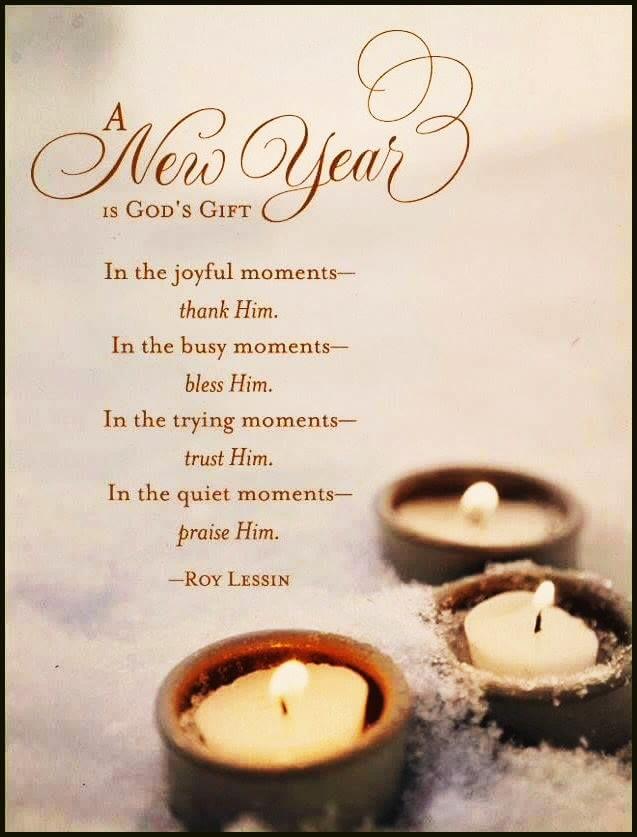 A
New Year
is God's Gift
In the joyful moments—
thank Him.
In the busy moments—
bless Him.
In the trying moments—
trust Him.
In the quiet moments—
praise Him.
—Roy Lessin